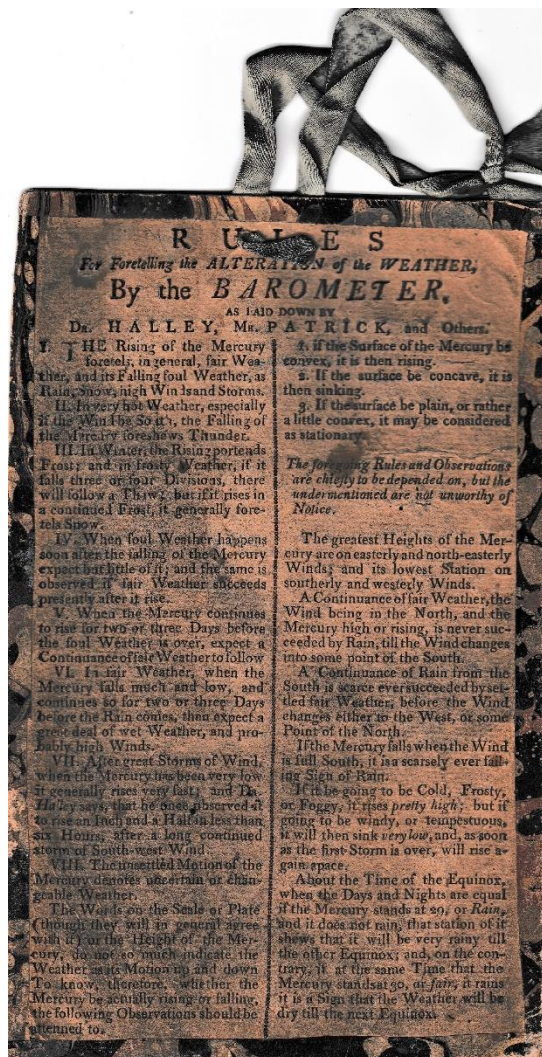 RULES
For Foretelling the ALTERATION of the WEATHER,
By the BAROMETER,
AS LAID DOWN BY
DR. HALLEY, MR. PATRICK, and Others.
I. THE Rising of the Mercury
foretels, in general, fair Wea-
ther, and its Falling foul Weather, as
Rain, Snow, high Winds and Storms.
II. In very hot Weather, especially
if the Wind be South, the Falling of
the Mercury foreshews Thunder.
III. In Winter, the Rising portends
Frost; and in frosty Weather, if it
falls three or four Divisions, there
will follow a Thaw; but if it rises in
a continued Frost, it generally fore-
tels Snow.
IV. When foul Weather happens
soon after the falling of the Mercury
expect but little of it; and the same is
observed if fair Weather succeeds
presently after it rise.
V. When the Mercury continues
to rise for two or three Days before
the foul Weather is over, expect a
Continuance of fair Weather to follow
VI. In fair Weather, when the
Mercury falls much and low, and
continues so for two or three Days
before the Rain comes, then expect a
great deal of wet Weather, and pro-
bably high Winds.
VII. After great Storms of Wind,
when the Mercury has been very low
it generally rises very fast; and Dr.
Halley says, that he once observed it
to rise an Inch and a Half in less than
six Hours, after a long continued
storm of South-west Wind.
VIII. The unsettled Motion of the
Mercury denotes uncertain or chan-
geable Weather.
The Words on the Scale or Plate
(though they will in general agree
with it) or the Height of the Mer-
cury, do not so much indicate the
Weather as its Motion up and down
To know, therefore, whether the
Mercury be actually rising or falling,
the following Observations should be
attended to.
1. if the Surface of the Mercury be
convex, it is then rising.
2. If the surface be concave, it is
then sinking.
3. If the surface be plain, or rather
a little convex, it may be considered
as stationary.
The foregoing Rules and Observations
are chiefly to be depended on, but the
undermentioned are not unworthy of
Notice.
The greatest Heights of the Mer-
cury are on easterly and north-easterly
Winds; and its lowest Station on
southerly and westerly Winds.
A Continuance of fair Weather, the
Wind being in the North, and the
Mercury high or rising, is never suc-
ceeded by Rain, till the Wind changes
into some point of the South.
A Continuance of Rain from the
South is scarce ever succeeded by set-
tled fair Weather, before the Wind
changes either to the West, or some
Point of the North.
If the Mercury falls when the Wind
is full South, it is a scarsely ever fail-
ing Sign of Rain.
If it be going to be Cold, Frosty,
or Foggy, it rises pretty high; but if
going to be windy, or tempestuous,
it will then sink very low, and, as soon
as the first Storm is over, will rise a-
gain apace.
About the Time of the Equinox,
when the Days and Nights are equal
if the Mercury stands at 29, or Rain,
and it does not rain, that station of it
shews that it will be very rainy till
the other Equinox; and, on the con-
trary, if at the same Time that the
Mercury stands at 30, or fair, it rains
it is a Sign that the Weather will be
dry till the next Equinox.